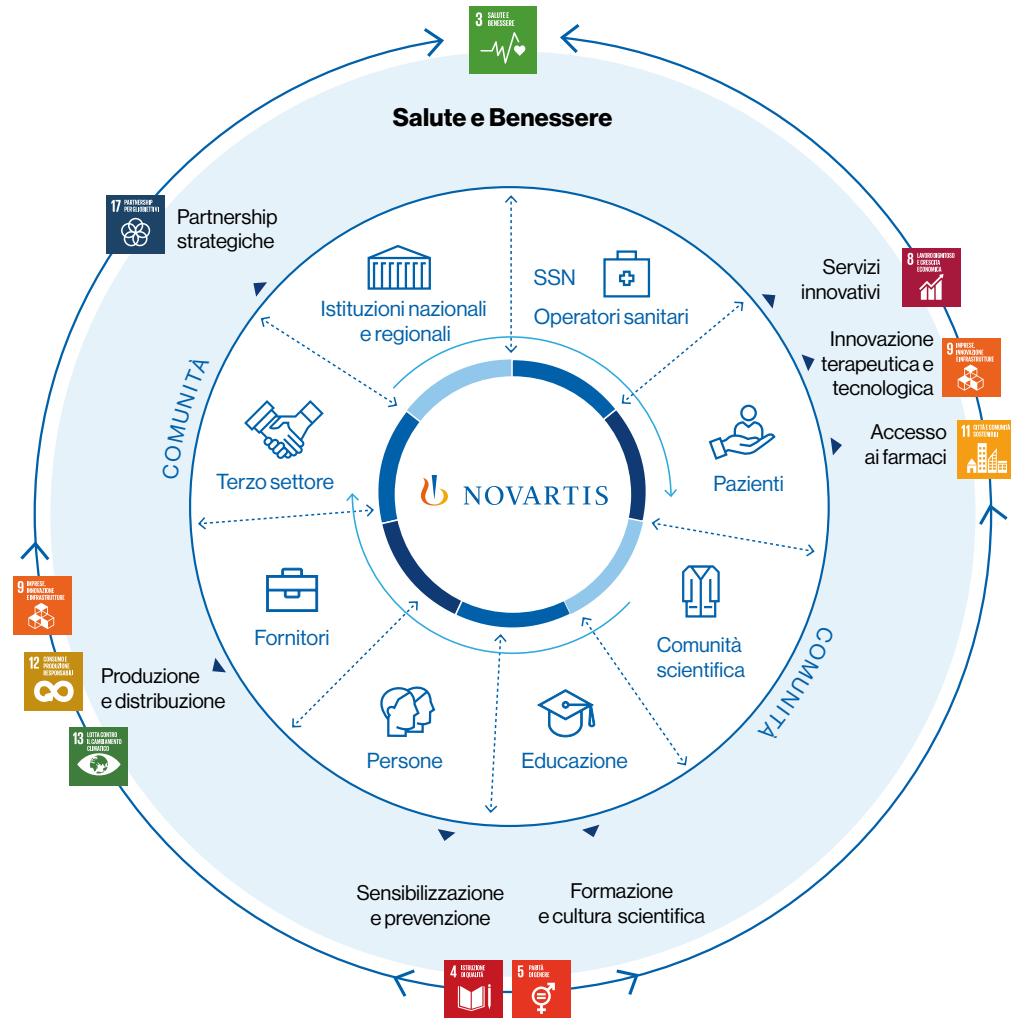 3 SALUTE E
BENESSERE
Salute e Benessere
17 PARTNERSHIP
PER GLI OBIETTIVI
Partnership
strategiche
Istituzioni nazionali
e regionali
SSN
Operatori sanitari
Servizi
innovativi
8 LAVORO DIGNITOSO
E CRESCITA
ECONOMICA
Innovazione
terapeutica e
tecnologica
9 IMPRESE,
INNOVAZIONE
E INFRASTRUTTURE
Accesso
ai farmaci
11 CITTÀ E COMUNITÀ
SOSTENIBILI
COMUNITÀ
Terzo settore
NOVARTIS
Pazienti
9 IMPRESE,
INNOVAZIONE
E INFRASTRUTTURE
Fornitori
Comunità
scientifica
COMUNITÀ
12 CONSUMO E
PRODUZIONE
RESPONSABILI
Produzione
e distribuzione
13 LOTTA CONTRO
IL CAMBIAMENTO
CLIMATICO
Persone
Educazione
Sensibilizzazione
e prevenzione
Formazione
e cultura scientifica
4 ISTRUZIONE
DI QUALITÀ
5 PARITÀ
DI GENERE